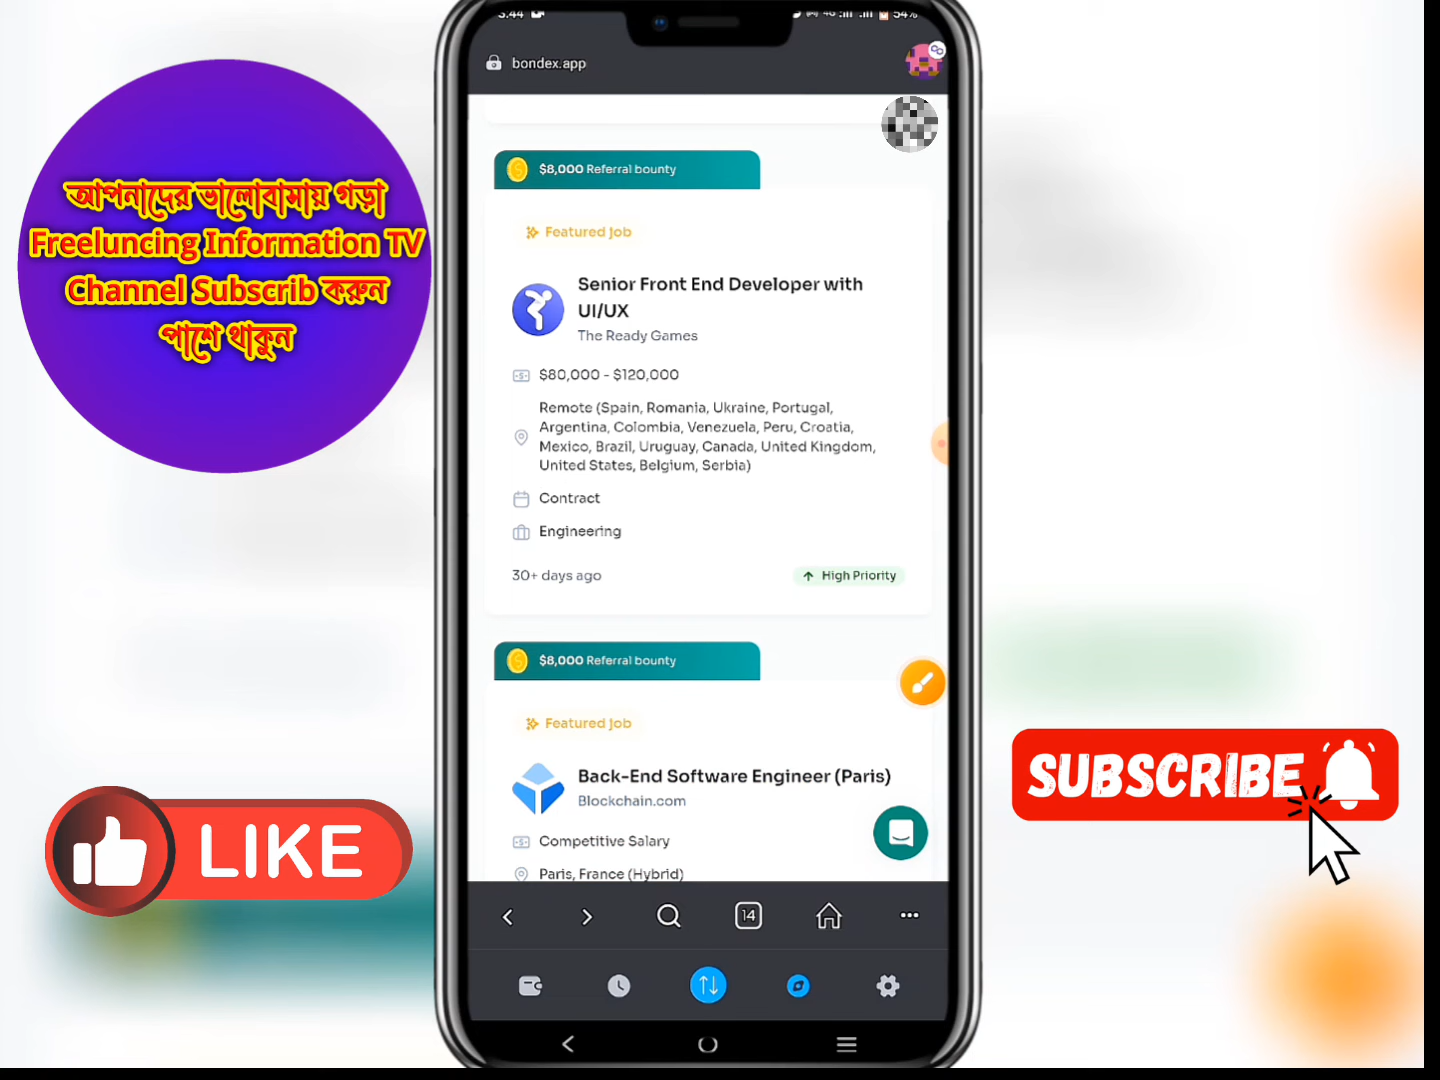 3:44
4G
54%
bondex.app
আপনাদের ভালোবাসায় গড়া
Freeluncing Information TV
Channel Subscrib করুন
পাশে থাকুন
$8,000 Referral bounty
Featured job
Senior Front End Developer with
UI/UX
The Ready Games
$80,000 - $120,000
Remote (Spain, Romania, Ukraine, Portugal,
Argentina, Colombia, Venezuela, Peru, Croatia,
Mexico, Brazil, Uruguay, Canada, United Kingdom,
United States, Belgium, Serbia)
Contract
Engineering
30+ days ago
High Priority
$8,000 Referral bounty
Featured job
Back-End Software Engineer (Paris)
Blockchain.com
Competitive Salary
Paris, France (Hybrid)
14
LIKE
SUBSCRIBE